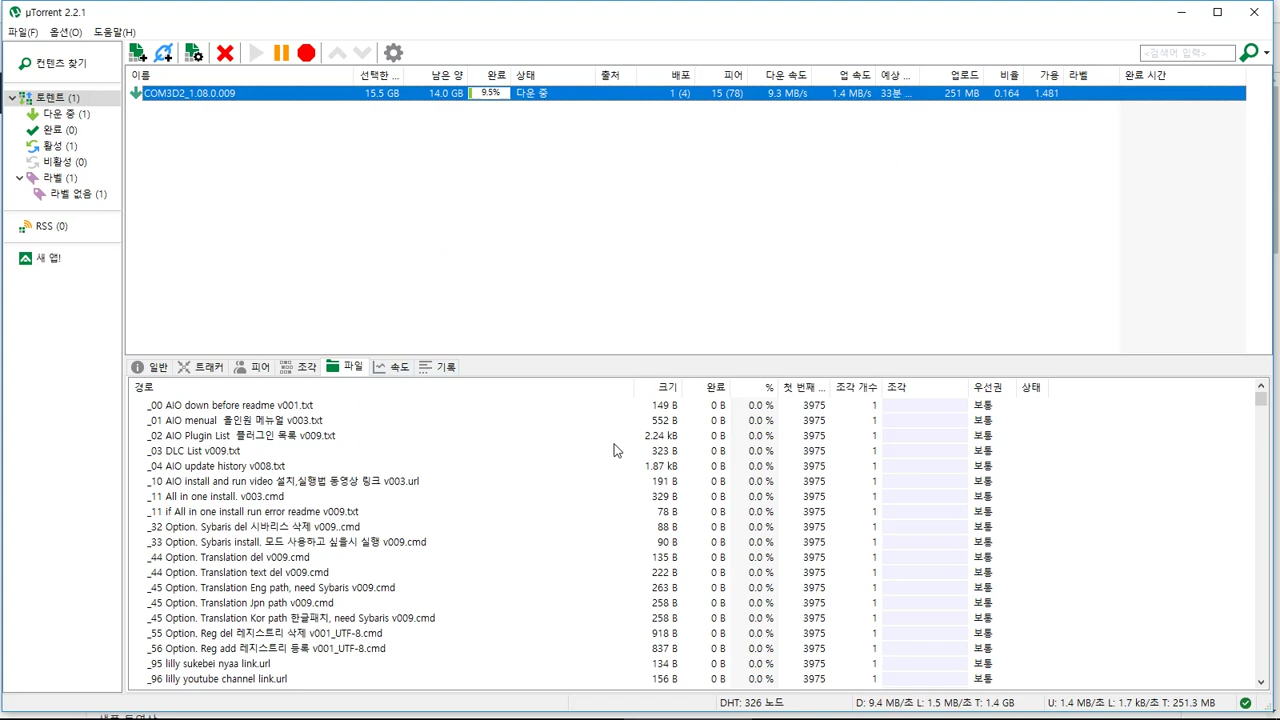 µTorrent 2.2.1
파일(F) 옵션(O) 도움말(H)
<검색어 입력>
컨텐츠 찾기
토렌트 (1)
다운 중 (1)
완료 (0)
활성 (1)
비활성 (0)
라벨 (1)
라벨 없음 (1)
RSS (0)
새 앱!
이름 선택한 ... 남은 양 완료 상태 출저 배포 피어 다운 속도 업 속도 예상 ... 업로드 비율 가용 라벨 완료 시간
COM3D2_1.08.0.009 15.5 GB 14.0 GB 9.5% 다운 중 1 (4) 15 (78) 9.3 MB/s 1.4 MB/s 33분 ... 251 MB 0.164 1.481
일반 트래커 피어 조각 파일 속도 기록
경로 크기 완료 % 첫 번째 ... 조각 개수 조각 우선권 상태
_00 AIO down before readme v001.txt 149 B 0 B 0.0 % 3975 1 보통
_01 AIO menual 올인원 메뉴얼 v003.txt 552 B 0 B 0.0 % 3975 1 보통
_02 AIO Plugin List 플러그인 목록 v009.txt 2.24 kB 0 B 0.0 % 3975 1 보통
_03 DLC List v009.txt 323 B 0 B 0.0 % 3975 1 보통
_04 AIO update history v008.txt 1.87 kB 0 B 0.0 % 3975 1 보통
_10 AIO install and run video 설치,실행법 동영상 링크 v003.url 191 B 0 B 0.0 % 3975 1 보통
_11 All in one install. v003.cmd 329 B 0 B 0.0 % 3975 1 보통
_11 if All in one install run error readme v009.txt 78 B 0 B 0.0 % 3975 1 보통
_32 Option. Sybaris del 시바리스 삭제 v009..cmd 88 B 0 B 0.0 % 3975 1 보통
_33 Option. Sybaris install. 모드 사용하고 싶을시 실행 v009.cmd 90 B 0 B 0.0 % 3975 1 보통
_44 Option. Translation del v009.cmd 135 B 0 B 0.0 % 3975 1 보통
_44 Option. Translation text del v009.cmd 222 B 0 B 0.0 % 3975 1 보통
_45 Option. Translation Eng path, need Sybaris v009.cmd 263 B 0 B 0.0 % 3975 1 보통
_45 Option. Translation Jpn path v009.cmd 258 B 0 B 0.0 % 3975 1 보통
_45 Option. Translation Kor path 한글패치, need Sybaris v009.cmd 258 B 0 B 0.0 % 3975 1 보통
_55 Option. Reg del 레지스트리 삭제 v001_UTF-8.cmd 918 B 0 B 0.0 % 3975 1 보통
_56 Option. Reg add 레지스트리 등록 v001_UTF-8.cmd 837 B 0 B 0.0 % 3975 1 보통
_95 lilly sukebei nyaa link.url 134 B 0 B 0.0 % 3975 1 보통
_96 lilly youtube channel link.url 156 B 0 B 0.0 % 3975 1 보통
DHT: 326 노드 D: 9.4 MB/초 L: 1.5 MB/초 T: 1.4 GB U: 1.4 MB/초 L: 1.7 kB/초 T: 251.3 MB